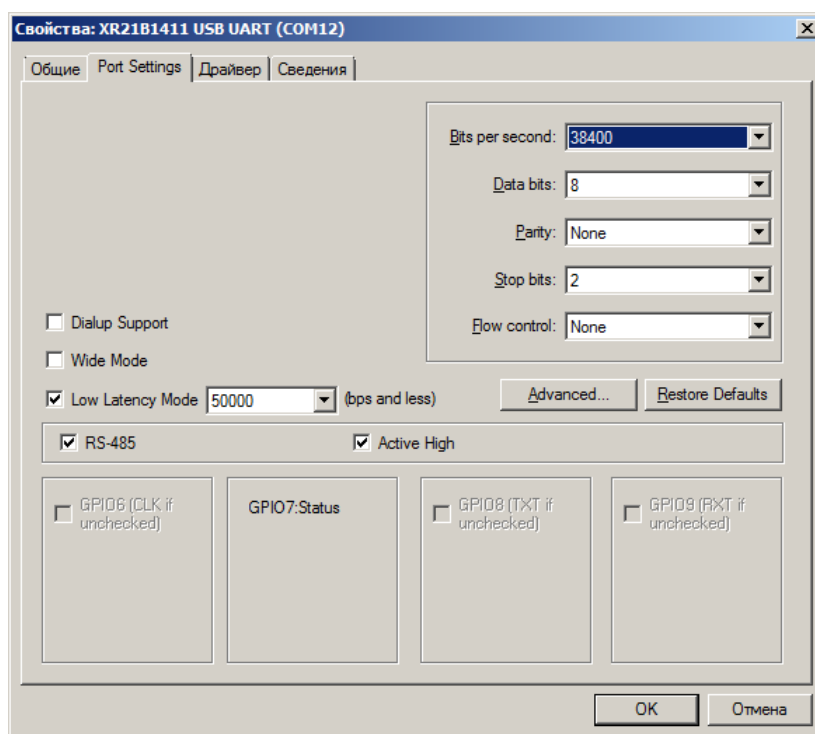 Свойства: XR21B1411 USB UART (COM12)
Общие Port Settings Драйвер Сведения
Bits per second: 38400
Data bits: 8
Parity: None
Stop bits: 2
Flow control: None
Dialup Support
Wide Mode
Low Latency Mode 50000 (bps and less)
Advanced... Restore Defaults
RS-485 Active High
GPIO6 (CLK if
unchecked)
GPIO7:Status
GPIO8 (TXT if
unchecked)
GPIO9 (RXT if
unchecked)
OK Отмена